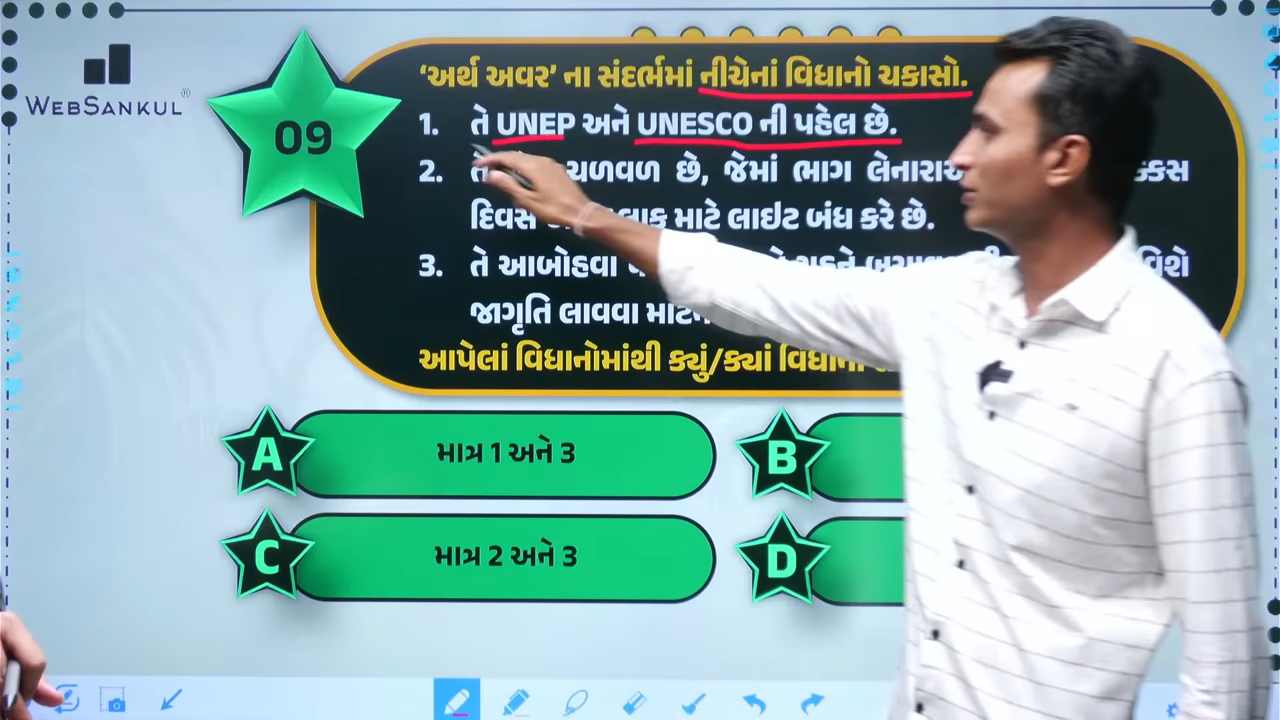 WEBSANKUL®
09
‘અર્થ અવર’ ના સંદર્ભમાં નીચેનાં વિધાનો ચકાસો.
1. તે UNEP અને UNESCO ની પહેલ છે.
2. ચળવળ છે, જેમાં ભાગ લેનારા
દિવસે કલાક માટે લાઇટ બંધ કરે છે.
3. તે આબોહવા
જાગૃતિ લાવવા માટે
આપેલાં વિધાનોમાંથી ક્યું/ક્યાં
A માત્ર 1 અને 3
B
C માત્ર 2 અને 3
D